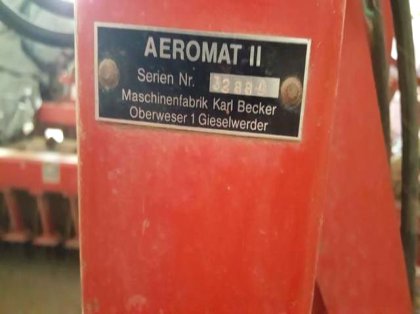 AEROMAT II
Serien Nr.
Maschinenfabrik Karl Becker
Oberweser 1 Gieselwerder